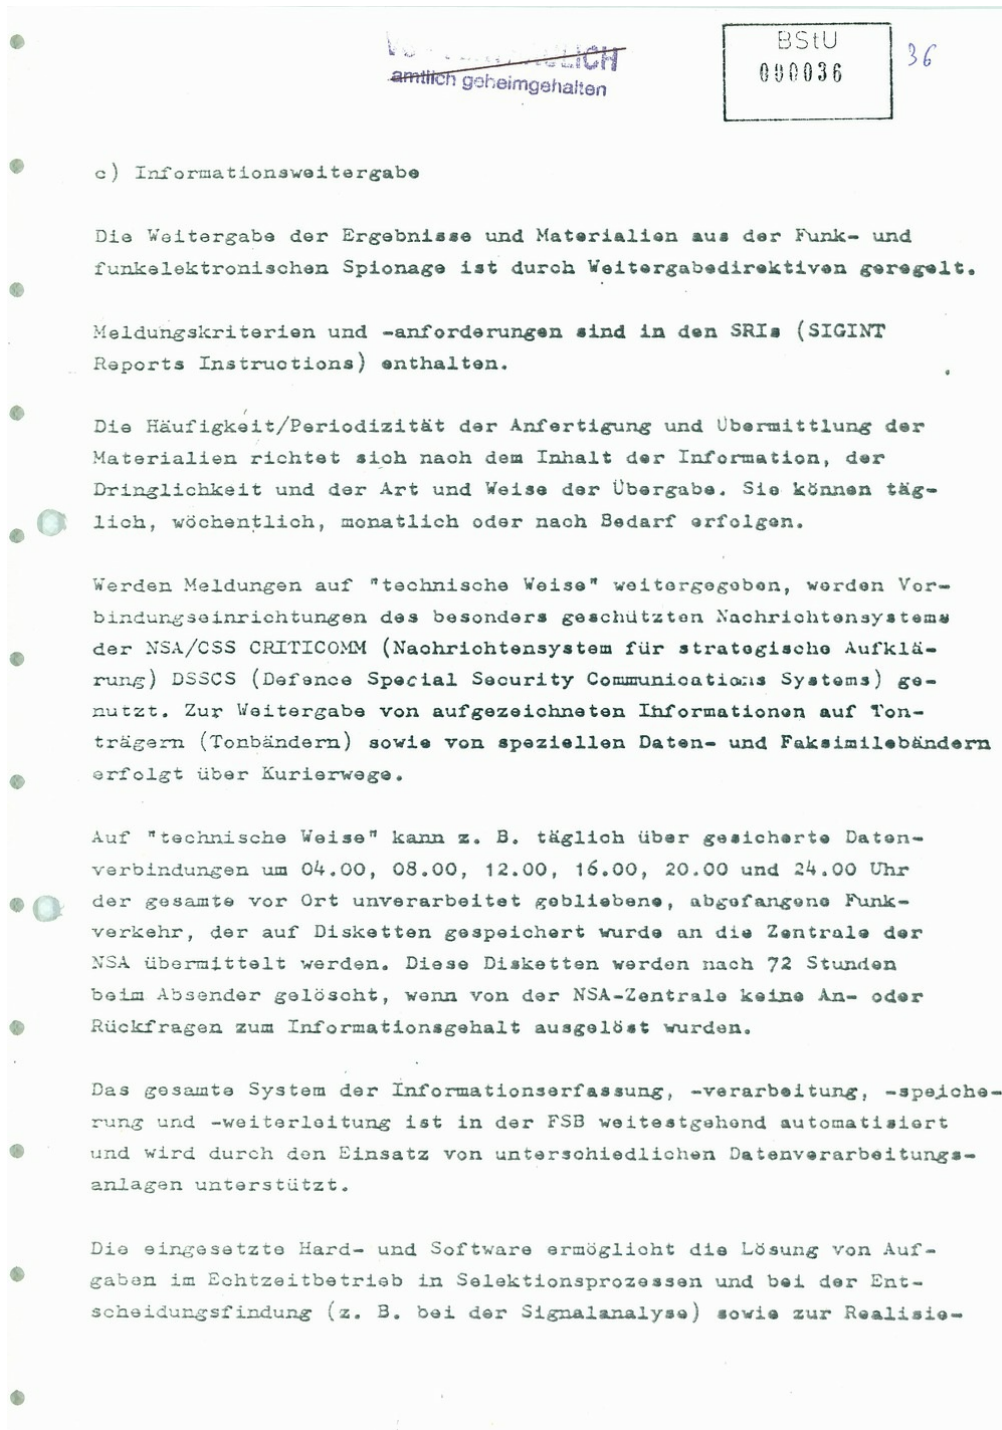 BStU
000036
36
amtlich geheimgehalten
c) Informationsweitergabe
Die Weitergabe der Ergebnisse und Materialien aus der Funk- und
funkelektronischen Spionage ist durch Weitergabedirektiven geregelt.
Meldungskriterien und -anforderungen sind in den SRIs (SIGINT
Reports Instructions) enthalten.
Die Häufigkeit/Periodizität der Anfertigung und Übermittlung der
Materialien richtet sich nach dem Inhalt der Information, der
Dringlichkeit und der Art und Weise der Übergabe. Sie können täg-
lich, wöchentlich, monatlich oder nach Bedarf erfolgen.
Werden Meldungen auf "technische Weise" weitergegeben, werden Ver-
bindungseinrichtungen des besonders geschützten Nachrichtensystems
der NSA/CSS CRITICOMM (Nachrichtensystem für strategische Aufklä-
rung) DSSCS (Defence Special Security Communications Systems) ge-
nutzt. Zur Weitergabe von aufgezeichneten Informationen auf Ton-
trägern (Tonbändern) sowie von speziellen Daten- und Faksimilebändern
erfolgt über Kurierwege.
Auf "technische Weise" kann z. B. täglich über gesicherte Daten-
verbindungen um 04.00, 08.00, 12.00, 16.00, 20.00 und 24.00 Uhr
der gesamte vor Ort unverarbeitet gebliebene, abgefangene Funk-
verkehr, der auf Disketten gespeichert wurde an die Zentrale der
NSA übermittelt werden. Diese Disketten werden nach 72 Stunden
beim Absender gelöscht, wenn von der NSA-Zentrale keine An- oder
Rückfragen zum Informationsgehalt ausgelöst wurden.
Das gesamte System der Informationserfassung, -verarbeitung, -speiche-
rung und -weiterleitung ist in der FSB weitestgehend automatisiert
und wird durch den Einsatz von unterschiedlichen Datenverarbeitungs-
anlagen unterstützt.
Die eingesetzte Hard- und Software ermöglicht die Lösung von Auf-
gaben im Echtzeitbetrieb in Selektionsprozessen und bei der Ent-
scheidungsfindung (z. B. bei der Signalanalyse) sowie zur Realisie-